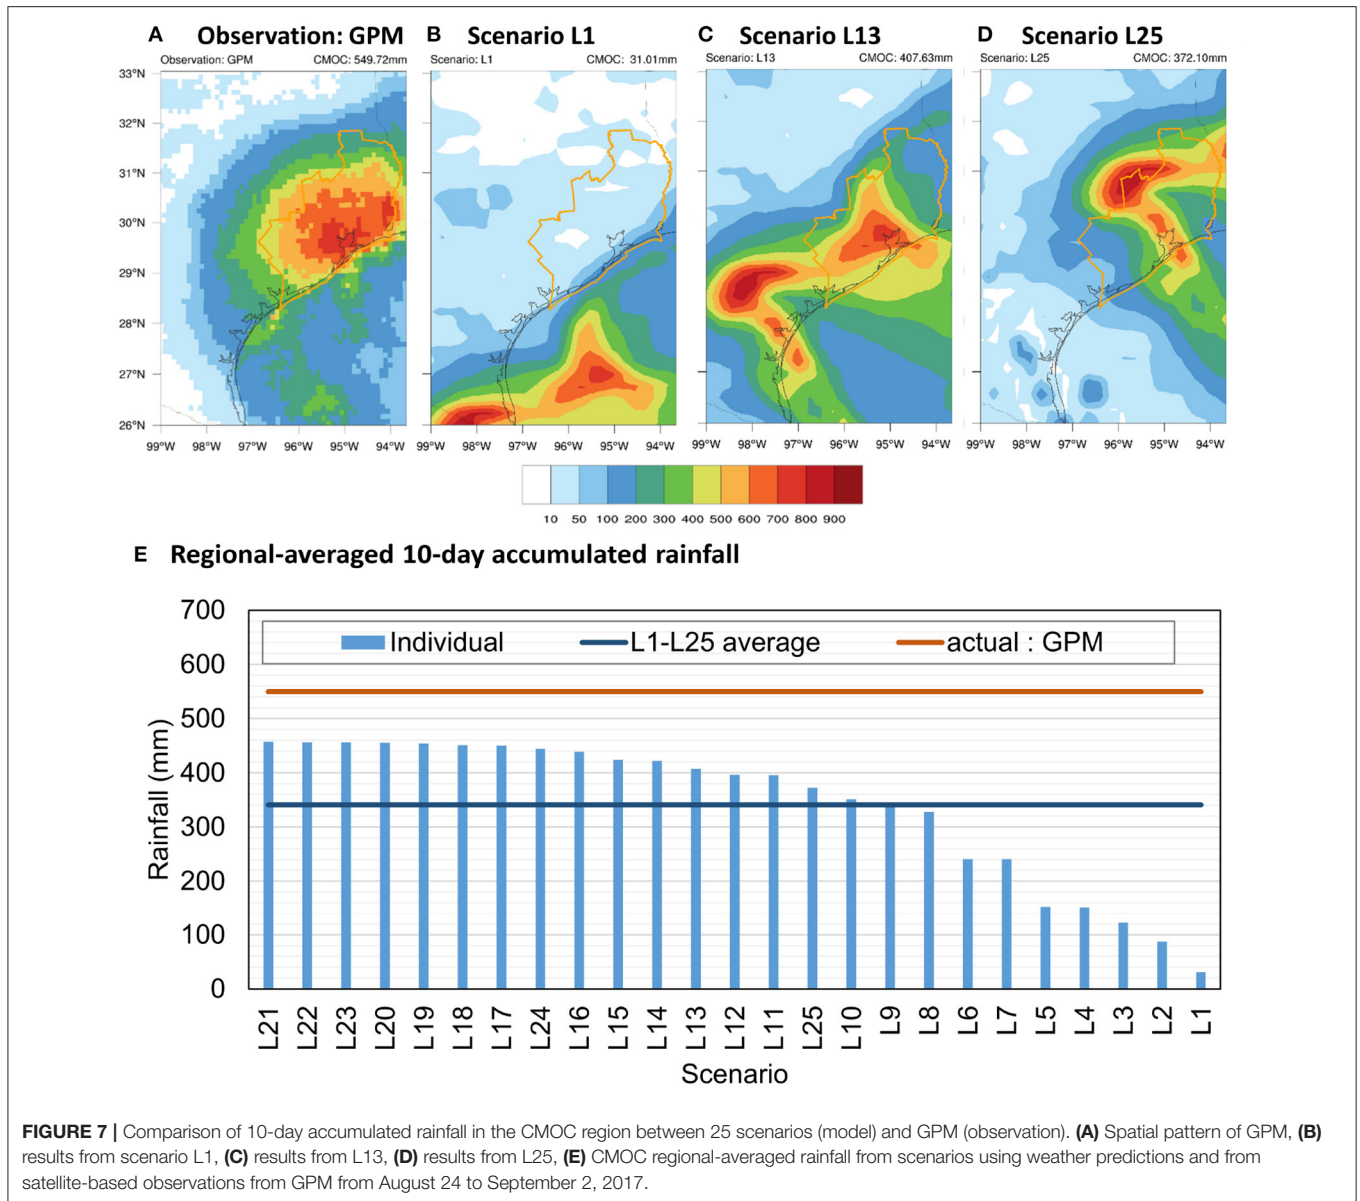 A Observation: GPM
B Scenario L1
C Scenario L13
D Scenario L25
Observation: GPM CMOC: 549.72mm
Scenario: L1 CMOC: 31.01mm
Scenario: L13 CMOC: 407.63mm
Scenario: L25 CMOC: 372.10mm
33°N
32°N
31°N
30°N
29°N
28°N
27°N
26°N
99°W 98°W 97°W 96°W 95°W 94°W
99°W 98°W 97°W 96°W 95°W 94°W
99°W 98°W 97°W 96°W 95°W 94°W
99°W 98°W 97°W 96°W 95°W 94°W
10 50 100 200 300 400 500 600 700 800 900
E Regional-averaged 10-day accumulated rainfall
Individual L1-L25 average actual : GPM
Rainfall (mm)
700
600
500
400
300
200
100
0
L21 L22 L23 L20 L19 L18 L17 L24 L16 L15 L14 L13 L12 L11 L25 L10 L9 L8 L6 L7 L5 L4 L3 L2 L1
Scenario
FIGURE 7 | Comparison of 10-day accumulated rainfall in the CMOC region between 25 scenarios (model) and GPM (observation). (A) Spatial pattern of GPM, (B)
results from scenario L1, (C) results from L13, (D) results from L25, (E) CMOC regional-averaged rainfall from scenarios using weather predictions and from
satellite-based observations from GPM from August 24 to September 2, 2017.